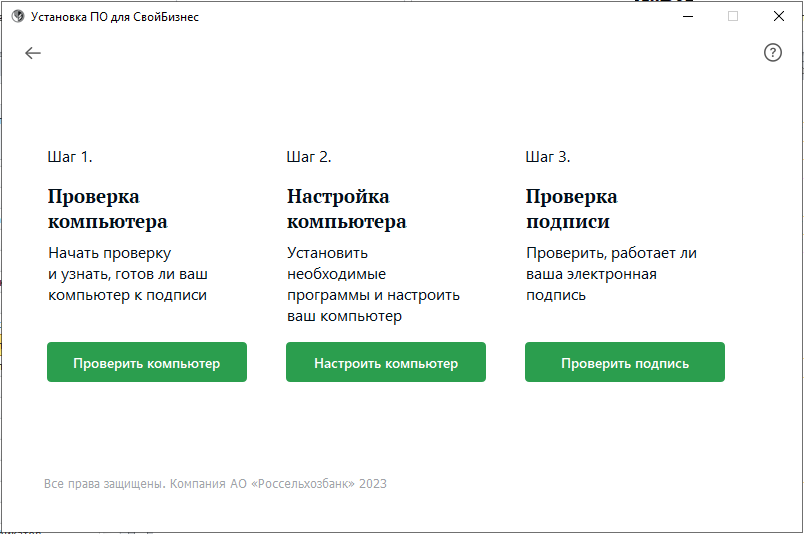 Установка ПО для СвойБизнес
Шаг 1.
Проверка
компьютера
Начать проверку
и узнать, готов ли ваш
компьютер к подписи
Проверить компьютер
Шаг 2.
Настройка
компьютера
Установить
необходимые
программы и настроить
ваш компьютер
Настроить компьютер
Шаг 3.
Проверка
подписи
Проверить, работает ли
ваша электронная
подпись
Проверить подпись
Все права защищены. Компания АО «Россельхозбанк» 2023